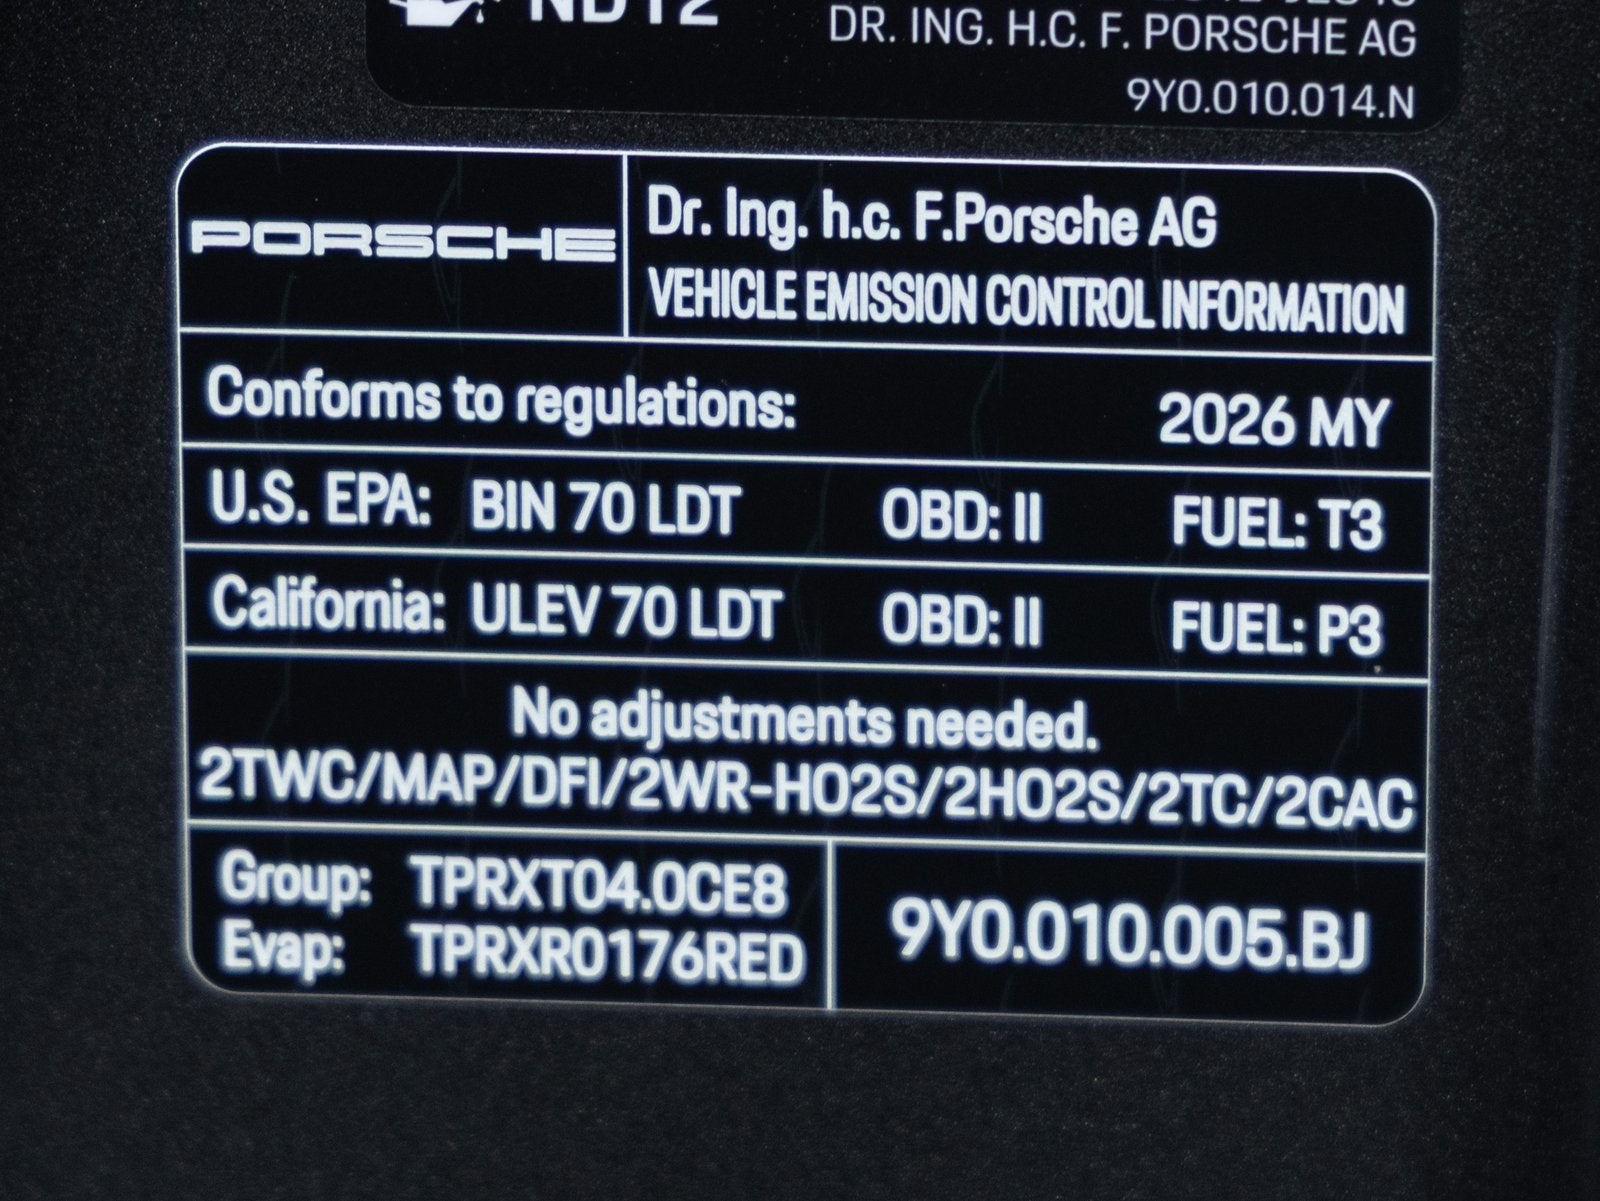 DR. ING. H.C. F. PORSCHE AG
9Y0.010.014.N
PORSCHE
Dr. Ing. h.c. F.Porsche AG
VEHICLE EMISSION CONTROL INFORMATION
Conforms to regulations: 2026 MY
U.S. EPA: BIN 70 LDT OBD: II FUEL: T3
California: ULEV 70 LDT OBD: II FUEL: P3
No adjustments needed.
2TWC/MAP/DFI/2WR-HO2S/2HO2S/2TC/2CAC
Group: TPRXT04.0CE8
Evap: TPRXR0176RED
9Y0.010.005.BJ